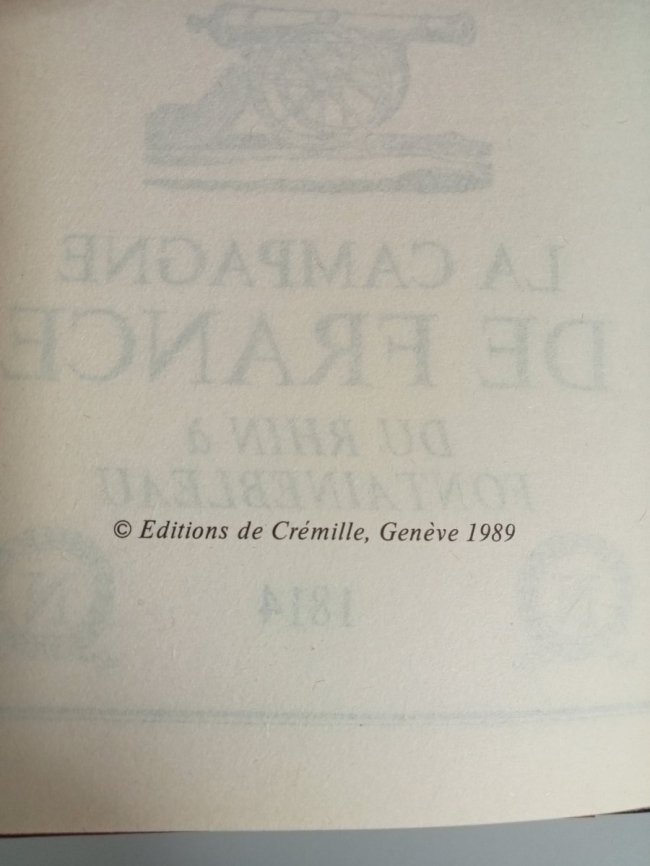 LA CAMPAGNE
DE FRANCE
DU RHIN à
FONTAINEBLEAU
© Editions de Crémille, Genève 1989
N 1814 N